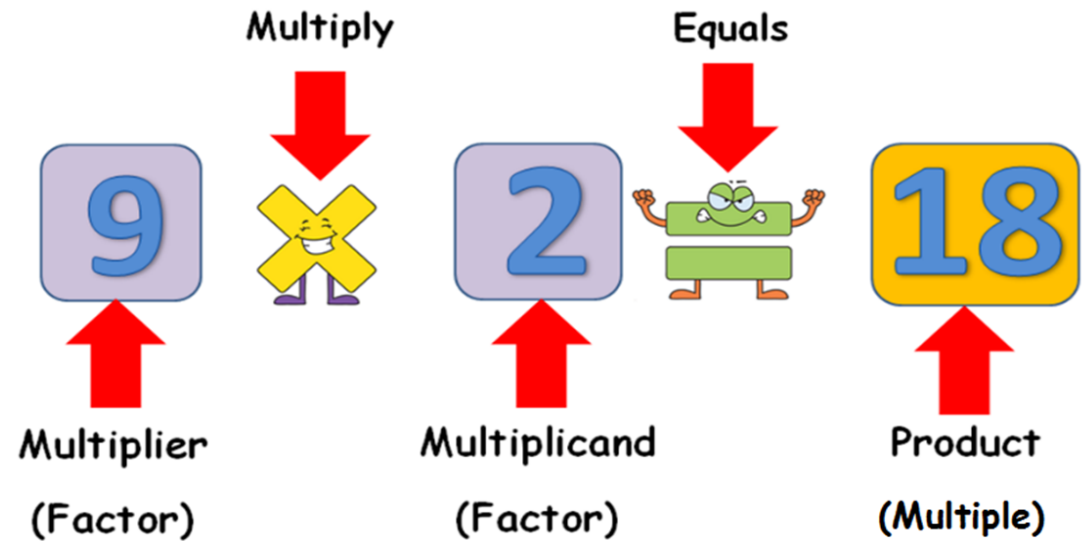 Multiply Equals
9 X 2 = 18
Multiplier Multiplicand Product
(Factor) (Factor) (Multiple)